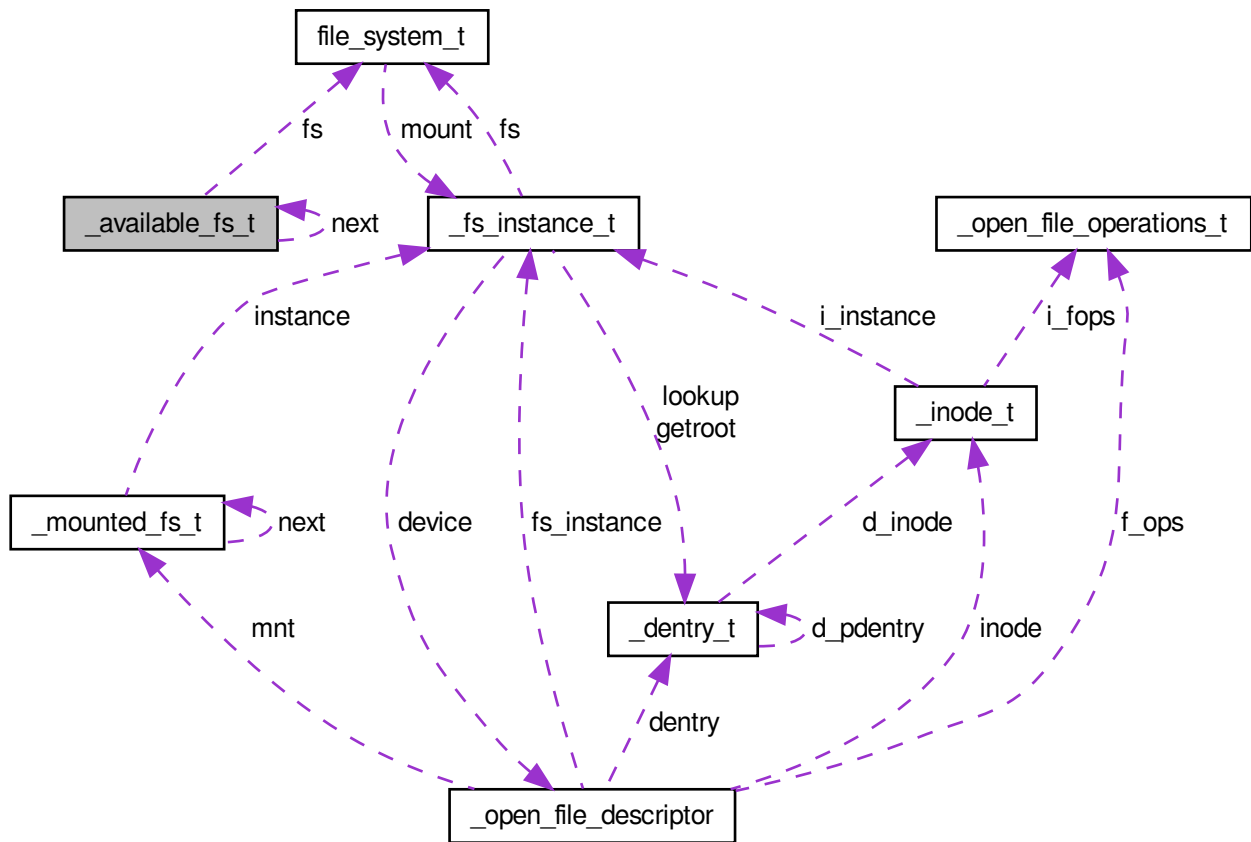 file_system_t
fs
mount
fs
_available_fs_t
next
_fs_instance_t
_open_file_operations_t
instance
i_instance
i_fops
lookup
getroot
_inode_t
_mounted_fs_t
next
device
fs_instance
d_inode
f_ops
mnt
_dentry_t
d_pdentry
inode
dentry
_open_file_descriptor